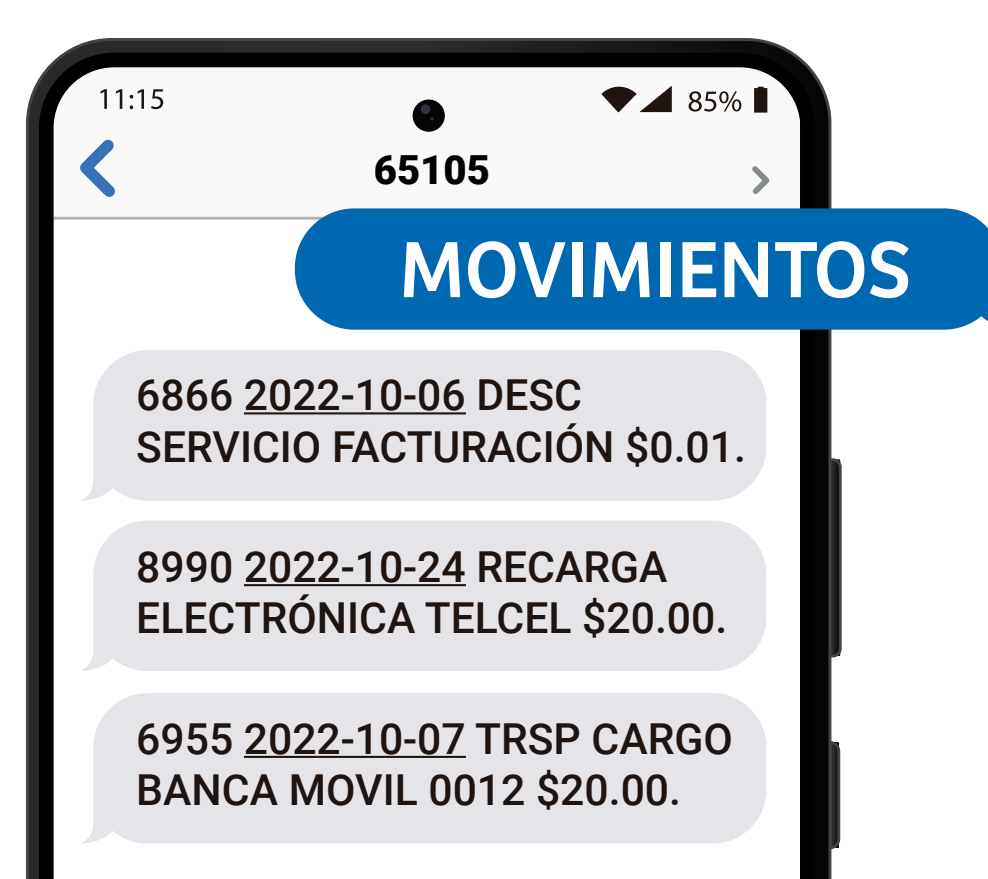 11:15
85%
65105
MOVIMIENTOS
6866 2022-10-06 DESC
SERVICIO FACTURACIÓN $0.01.
8990 2022-10-24 RECARGA
ELECTRÓNICA TELCEL $20.00.
6955 2022-10-07 TRSP CARGO
BANCA MOVIL 0012 $20.00.